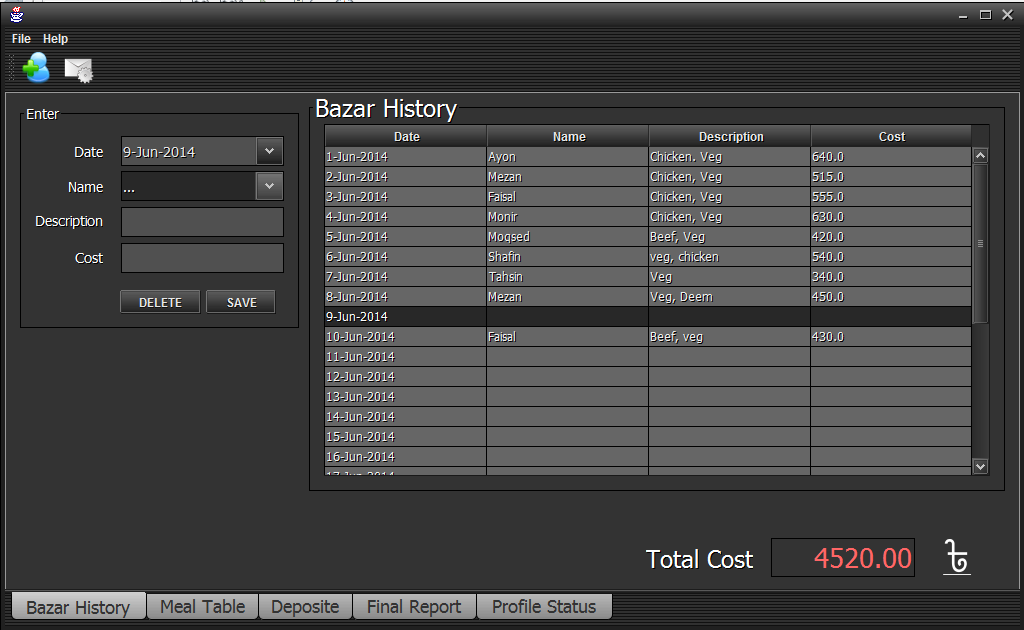 File Help
Enter
Date 9-Jun-2014
Name ...
Description
Cost
DELETE SAVE
Bazar History
Date Name Description Cost
1-Jun-2014 Ayon Chicken. Veg 640.0
2-Jun-2014 Mezan Chicken, Veg 515.0
3-Jun-2014 Faisal Chicken, Veg 555.0
4-Jun-2014 Monir Chicken, Veg 630.0
5-Jun-2014 Moqsed Beef, Veg 420.0
6-Jun-2014 Shafin veg, chicken 540.0
7-Jun-2014 Tahsin Veg 340.0
8-Jun-2014 Mezan Veg, Deem 450.0
9-Jun-2014
10-Jun-2014 Faisal Beef, veg 430.0
11-Jun-2014
12-Jun-2014
13-Jun-2014
14-Jun-2014
15-Jun-2014
16-Jun-2014
17-Jun-2014
Total Cost 4520.00 ৳
Bazar History Meal Table Deposite Final Report Profile Status